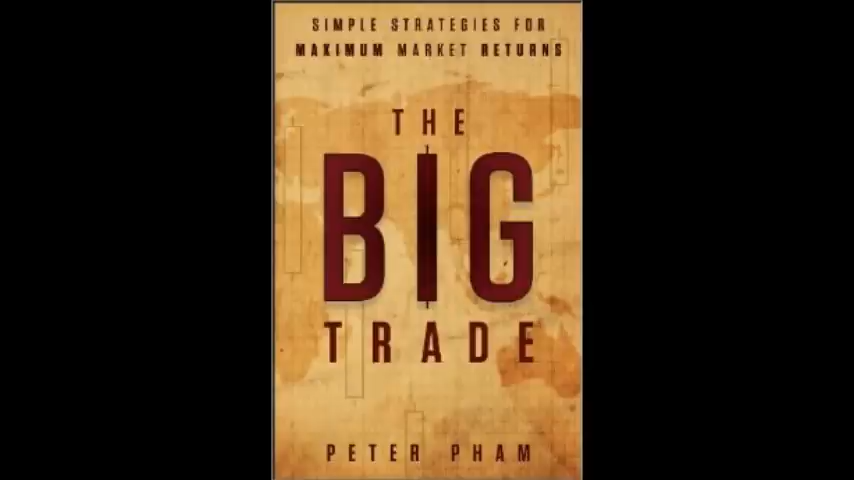 SIMPLE STRATEGIES FOR
MAXIMUM MARKET RETURNS
THE
BIG
TRADE
PETER PHAM